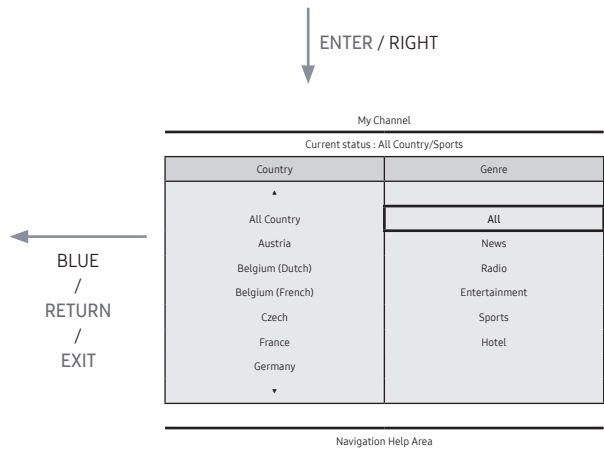 ENTER / RIGHT
My Channel
Current status : All Country/Sports
Country Genre
▲
All Country All
Austria News
Belgium (Dutch) Radio
Belgium (French) Entertainment
Czech Sports
France Hotel
Germany
▼
BLUE
/
RETURN
/
EXIT
Navigation Help Area